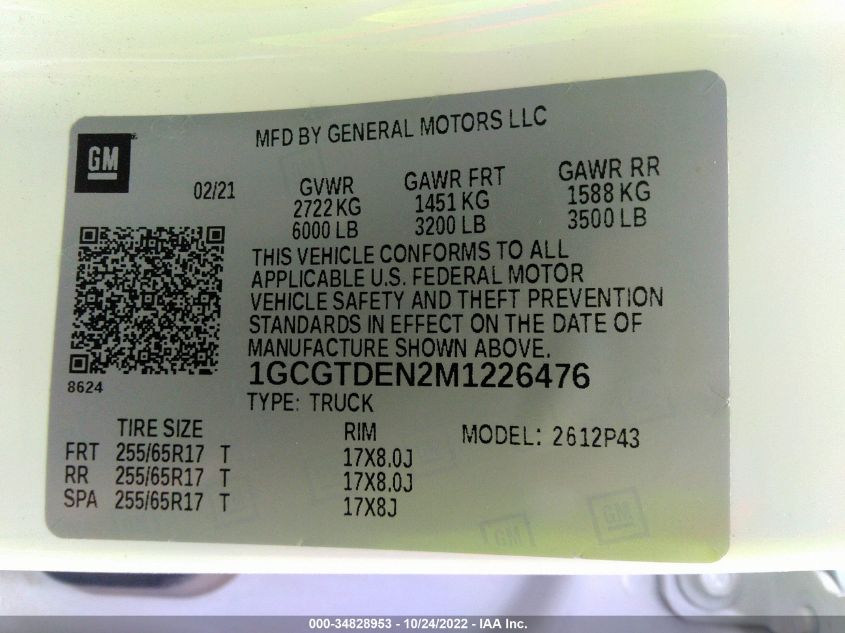 MFD BY GENERAL MOTORS LLC
GM
02/21
GVWR GAWR FRT GAWR RR
2722 KG 1451 KG 1588 KG
6000 LB 3200 LB 3500 LB
THIS VEHICLE CONFORMS TO ALL
APPLICABLE U.S. FEDERAL MOTOR
VEHICLE SAFETY AND THEFT PREVENTION
STANDARDS IN EFFECT ON THE DATE OF
MANUFACTURE SHOWN ABOVE.
8624
1GCGTDEN2M1226476
TYPE: TRUCK
TIRE SIZE RIM MODEL: 2612P43
FRT 255/65R17 T 17X8.0J
RR 255/65R17 T 17X8.0J
SPA 255/65R17 T 17X8J
GM
GM
000-34828953 - 10/24/2022 - IAA Inc.